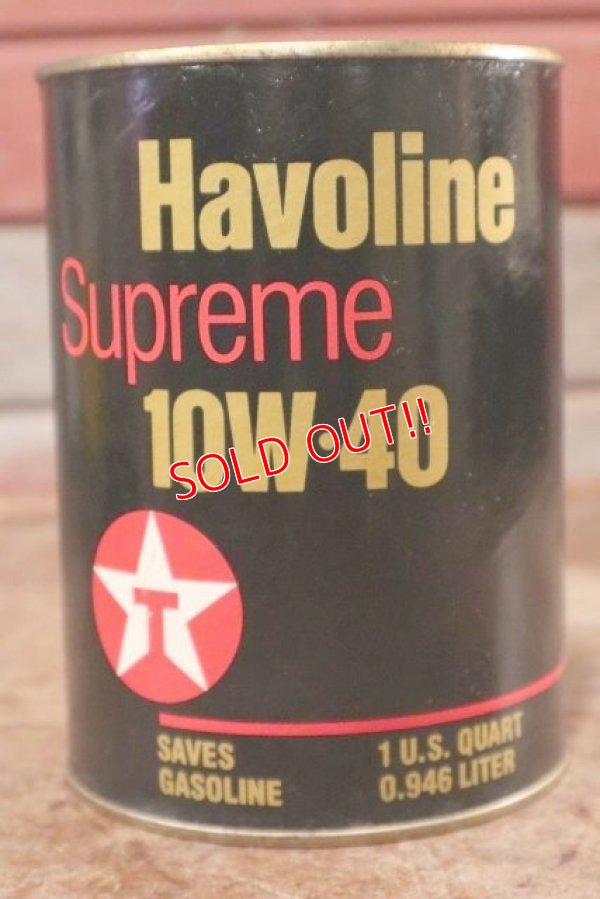 Havoline
Supreme
10W-40
SOLD OUT!!
T
SAVES
GASOLINE
1 U.S. QUART
0.946 LITER